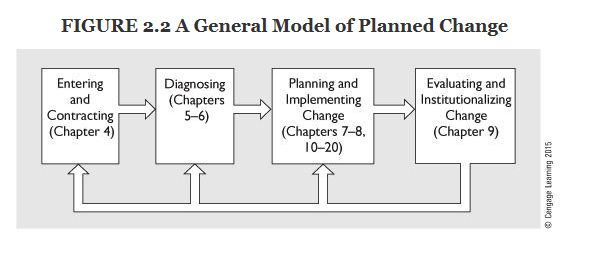 FIGURE 2.2 A General Model of Planned Change
Entering
and
Contracting
(Chapter 4)
Diagnosing
(Chapters
5–6)
Planning and
Implementing
Change
(Chapters 7–8,
10–20)
Evaluating and
Institutionalizing
Change
(Chapter 9)
© Cengage Learning 2015